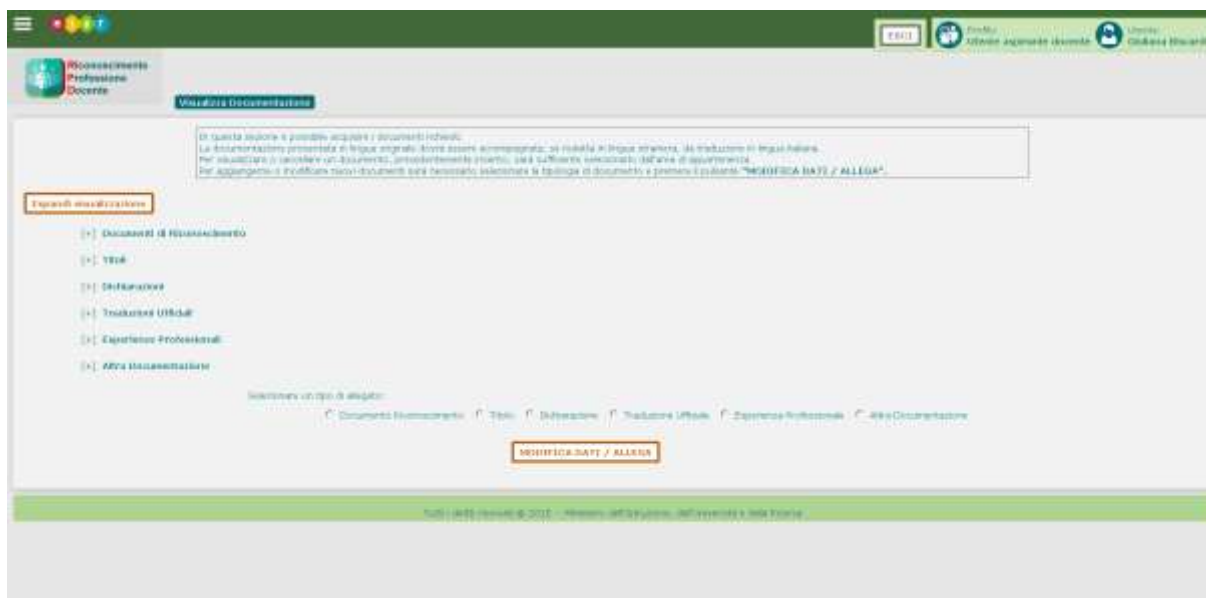 ESCI
Profilo
Utente aspirante docente
Utente
Giuliana
Riconoscimento
Professione
Docente
Visualizza Documentazione
In questa sezione è possibile acquisire i documenti richiesti.
La documentazione presentata in lingua originale dovrà essere accompagnata, se redatta in lingua straniera, da traduzione in lingua italiana.
Per visualizzare o cancellare un documento, precedentemente inserito, sarà sufficiente selezionarlo dall'area di appartenenza.
Per aggiungere o modificare nuovi documenti sarà necessario selezionare la tipologia di documento e premere il pulsante "MODIFICA DATI / ALLEGA".
Espandi visualizzazione
[+] Documenti di Riconoscimento
[+] Titoli
[+] Dichiarazioni
[+] Traduzioni Ufficiali
[+] Esperienze Professionali
[+] Altra Documentazione
Selezionare un tipo di allegato:
Documento Riconoscimento Titolo Dichiarazione Traduzione Ufficiale Esperienza Professionale Altra Documentazione
MODIFICA DATI / ALLEGA
Tutti i diritti riservati © - Ministero dell'Istruzione, dell'Università e della Ricerca